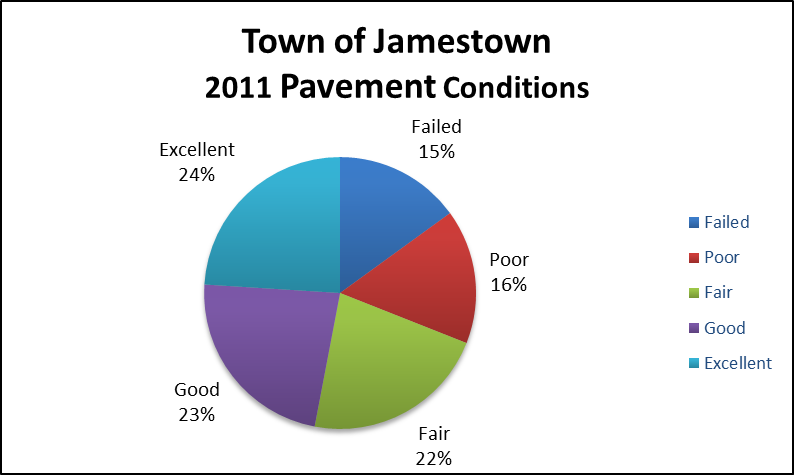 Town of Jamestown
2011 Pavement Conditions
Failed
15%
Excellent
24%
Poor
16%
Good
23%
Fair
22%
Failed
Poor
Fair
Good
Excellent